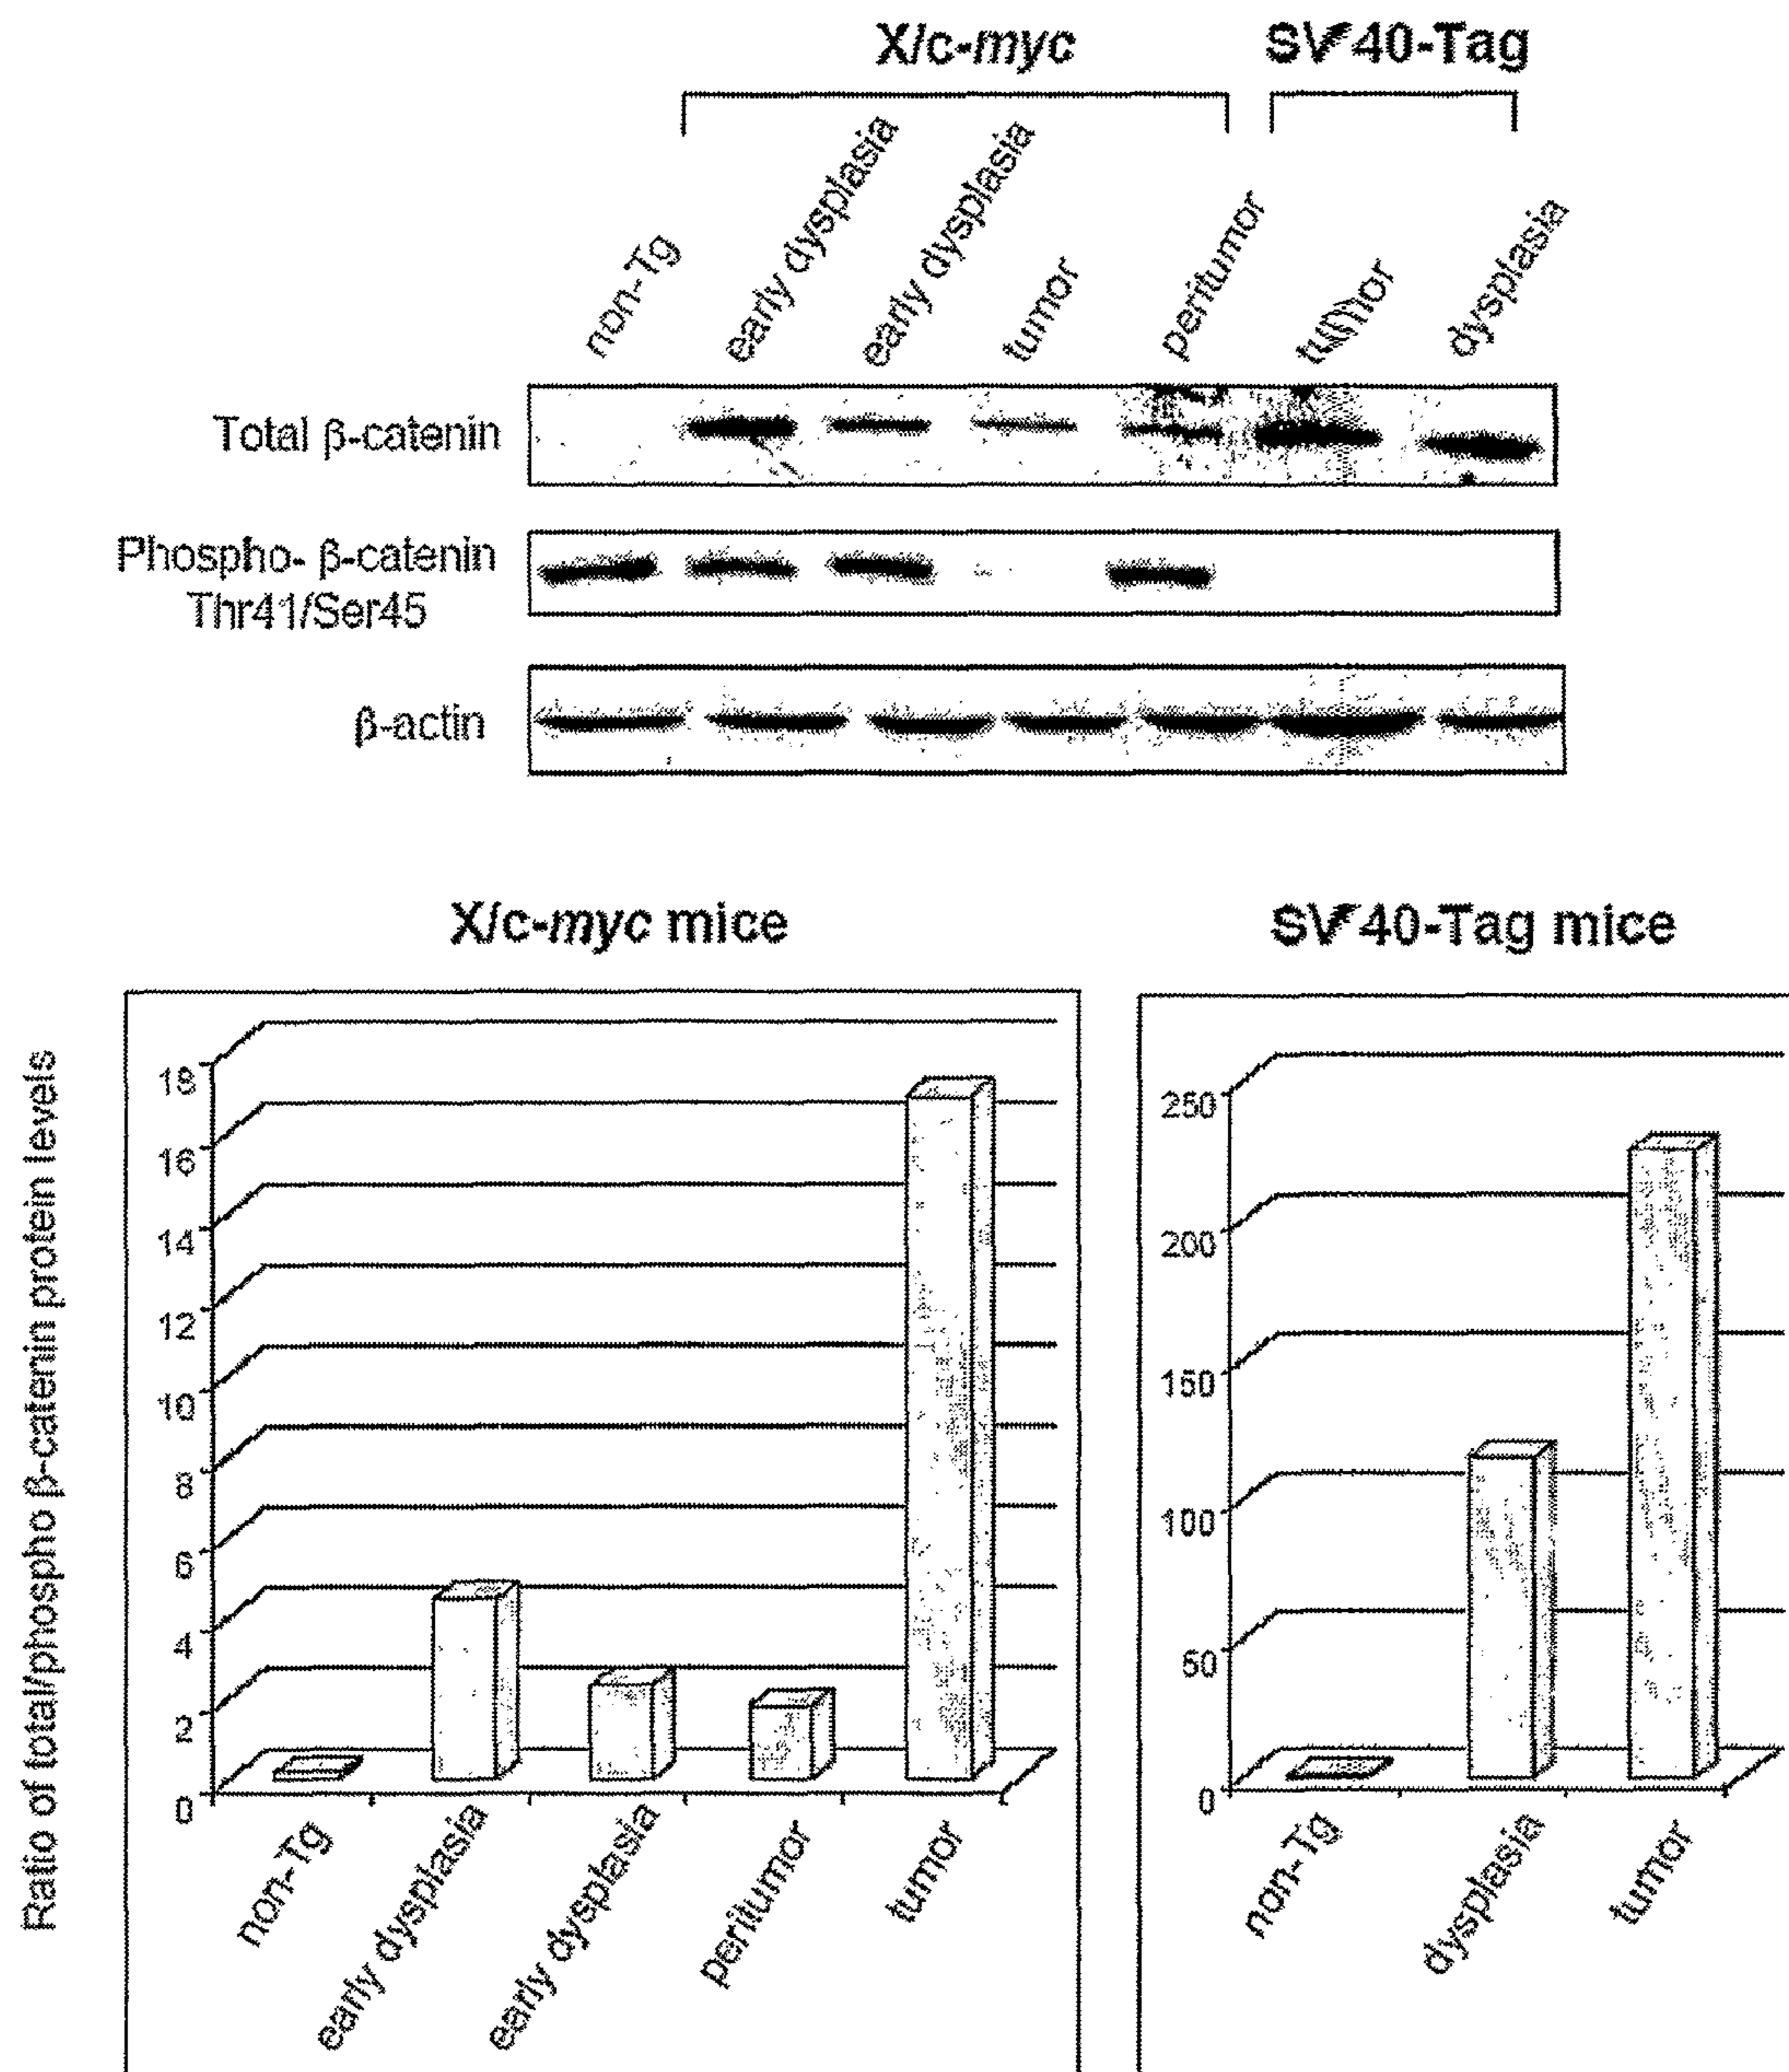 X/c-myc SV40-Tag
non-Tg
early dysplasia
early dysplasia
tumor
peritumor
tumor
dysplasia
Total β-catenin
Phospho- β-catenin
Thr41/Ser45
β-actin
X/c-myc mice
Ratio of total/phospho β-catenin protein levels
18
16
14
12
10
8
6
4
2
0
non-Tg
early dysplasia
early dysplasia
peritumor
tumor
SV40-Tag mice
250
200
150
100
50
0
non-Tg
dysplasia
tumor